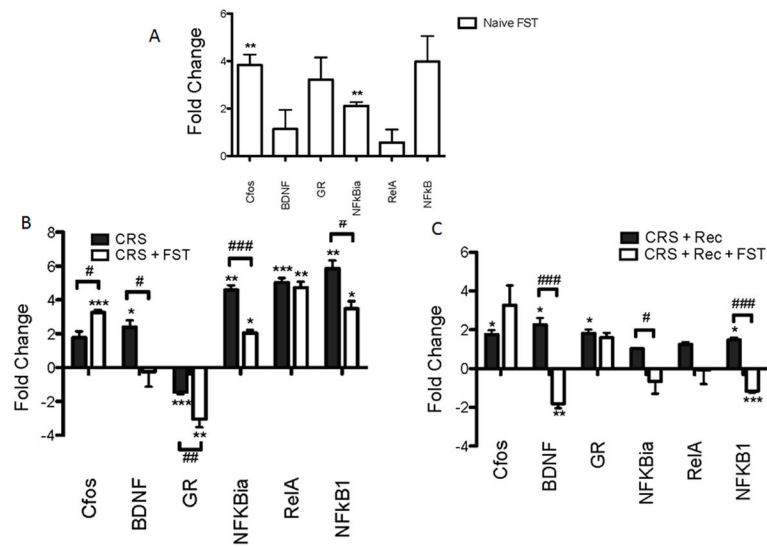 A
Naive FST
Fold Change
6
4
2
0
**
**
Cfos
BDNF
GR
NFkBia
RelA
NFkB
B
CRS
CRS + FST
Fold Change
8
6
4
2
0
-2
-4
#
***
#
*
***
**
##
###
**
*
***
**
#
**
*
Cfos
BDNF
GR
NFKBia
RelA
NFkB1
C
CRS + Rec
CRS + Rec + FST
Fold Change
6
4
2
0
-2
-4
*
###
*
**
*
#
###
*
***
Cfos
BDNF
GR
NFKBia
RelA
NFKB1